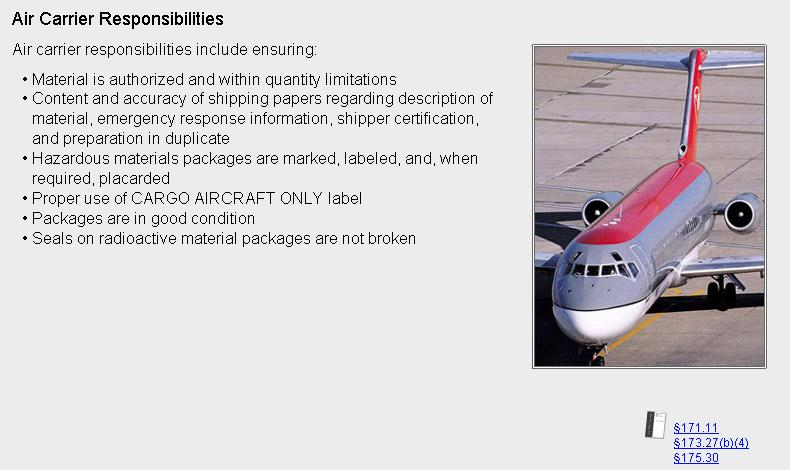 Air Carrier Responsibilities
Air carrier responsibilities include ensuring:
• Material is authorized and within quantity limitations
• Content and accuracy of shipping papers regarding description of
material, emergency response information, shipper certification,
and preparation in duplicate
• Hazardous materials packages are marked, labeled, and, when
required, placarded
• Proper use of CARGO AIRCRAFT ONLY label
• Packages are in good condition
• Seals on radioactive material packages are not broken
§171.11
§173.27(b)(4)
§175.30